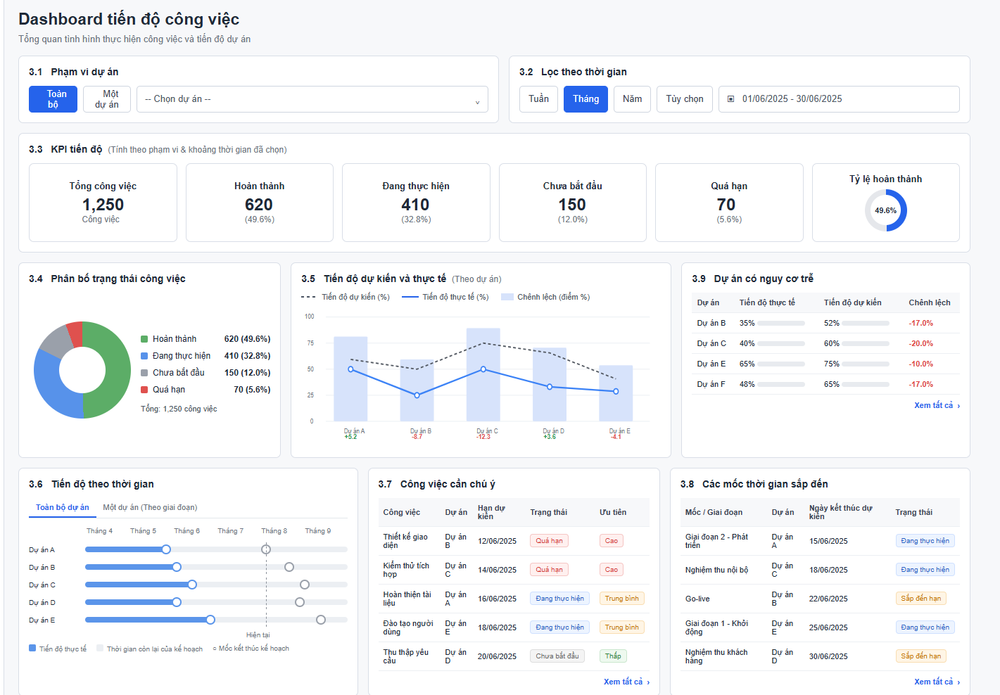 Dashboard tiến độ công việc
Tổng quan tình hình thực hiện công việc và tiến độ dự án
3.1 Phạm vi dự án
Toàn bộ
Một dự án
-- Chọn dự án --
3.2 Lọc theo thời gian
Tuần
Tháng
Năm
Tùy chọn
01/06/2025 - 30/06/2025
3.3 KPI tiến độ (Tính theo phạm vi & khoảng thời gian đã chọn)
Tổng công việc
1,250
Công việc
Hoàn thành
620
(49.6%)
Đang thực hiện
410
(32.8%)
Chưa bắt đầu
150
(12.0%)
Quá hạn
70
(5.6%)
Tỷ lệ hoàn thành
49.6%
3.4 Phân bố trạng thái công việc
Hoàn thành 620 (49.6%)
Đang thực hiện 410 (32.8%)
Chưa bắt đầu 150 (12.0%)
Quá hạn 70 (5.6%)
Tổng: 1,250 công việc
3.5 Tiến độ dự kiến và thực tế (Theo dự án)
Tiến độ dự kiến (%) Tiến độ thực tế (%) Chênh lệch (điểm %)
100
75
50
25
0
Dự án A Dự án B Dự án C Dự án D Dự án E
+5.2 -8.7 -12.3 +3.6 -4.1
3.9 Dự án có nguy cơ trễ
Dự án Tiến độ thực tế Tiến độ dự kiến Chênh lệch
Dự án B 35% 52% -17.0%
Dự án C 40% 60% -20.0%
Dự án E 65% 75% -10.0%
Dự án F 48% 65% -17.0%
Xem tất cả ›
3.6 Tiến độ theo thời gian
Toàn bộ dự án Một dự án (Theo giai đoạn)
Tháng 4 Tháng 5 Tháng 6 Tháng 7 Tháng 8 Tháng 9
Dự án A
Dự án B
Dự án C
Dự án D
Dự án E
Hiện tại
Tiến độ thực tế Thời gian còn lại của kế hoạch Mốc kết thúc kế hoạch
3.7 Công việc cần chú ý
Công việc Dự án Hạn dự kiến Trạng thái Ưu tiên
Thiết kế giao diện Dự án B 12/06/2025 Quá hạn Cao
Kiểm thử tích hợp Dự án C 14/06/2025 Quá hạn Cao
Hoàn thiện tài liệu Dự án A 16/06/2025 Đang thực hiện Trung bình
Đào tạo người dùng Dự án E 18/06/2025 Đang thực hiện Trung bình
Thu thập yêu cầu Dự án D 20/06/2025 Chưa bắt đầu Thấp
Xem tất cả ›
3.8 Các mốc thời gian sắp đến
Mốc / Giai đoạn Dự án Ngày kết thúc dự kiến Trạng thái
Giai đoạn 2 - Phát triển Dự án A 15/06/2025 Đang thực hiện
Nghiệm thu nội bộ Dự án C 18/06/2025 Đang thực hiện
Go-live Dự án B 22/06/2025 Sắp đến hạn
Giai đoạn 1 - Khởi động Dự án E 25/06/2025 Đang thực hiện
Nghiệm thu khách hàng Dự án D 30/06/2025 Sắp đến hạn
Xem tất cả ›